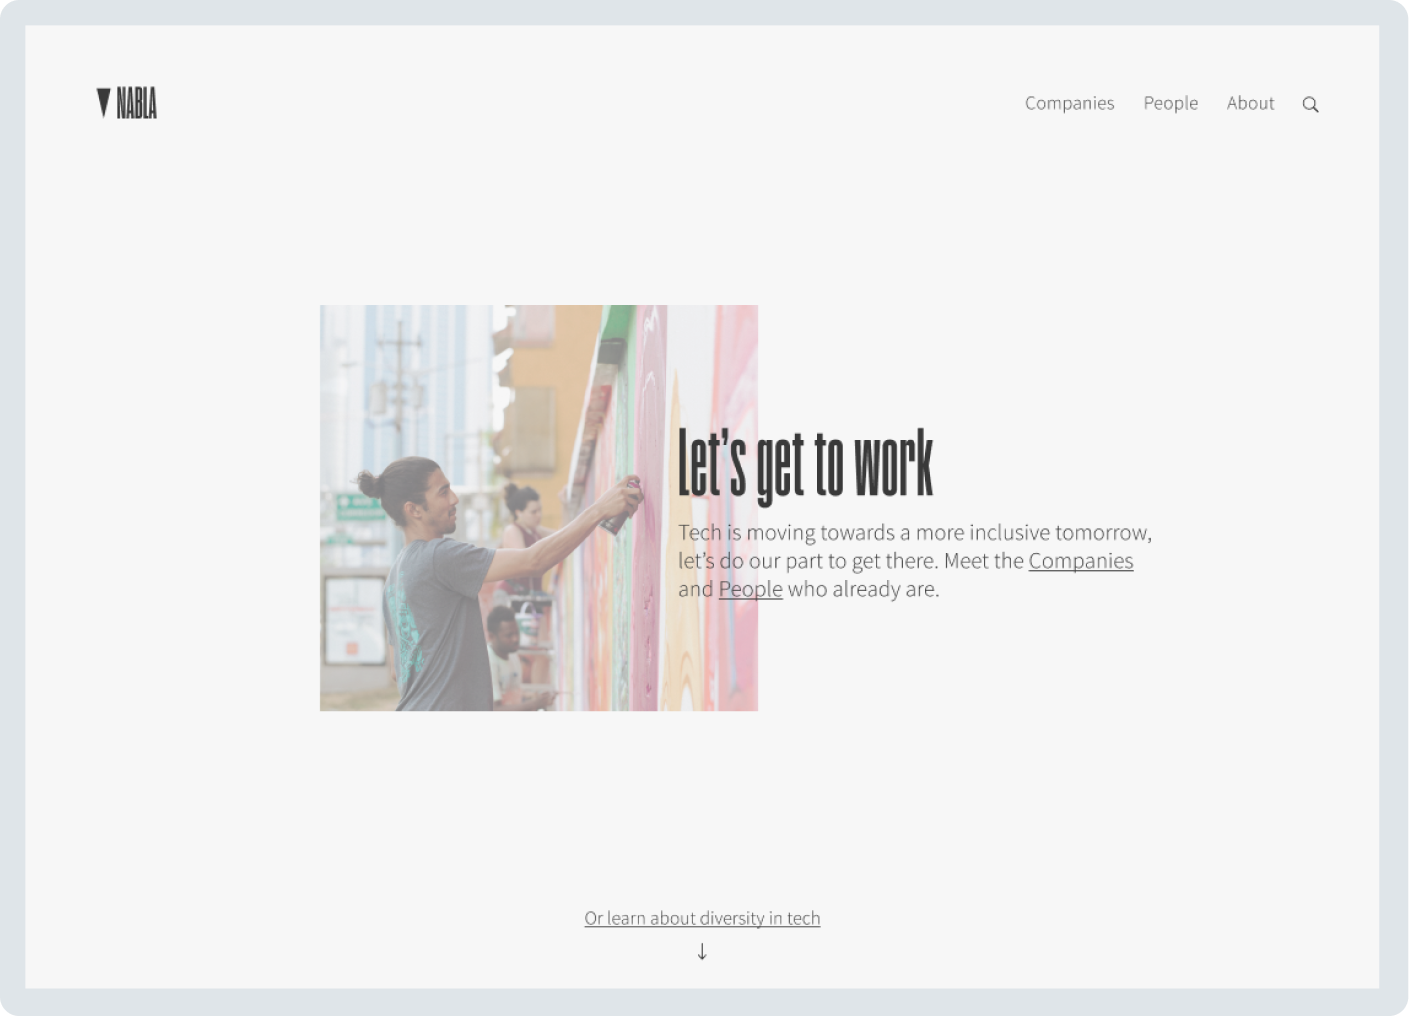 NABLA
Companies People About
Let's get to work
Tech is moving towards a more inclusive tomorrow,
let's do our part to get there. Meet the Companies
and People who already are.
Or learn about diversity in tech